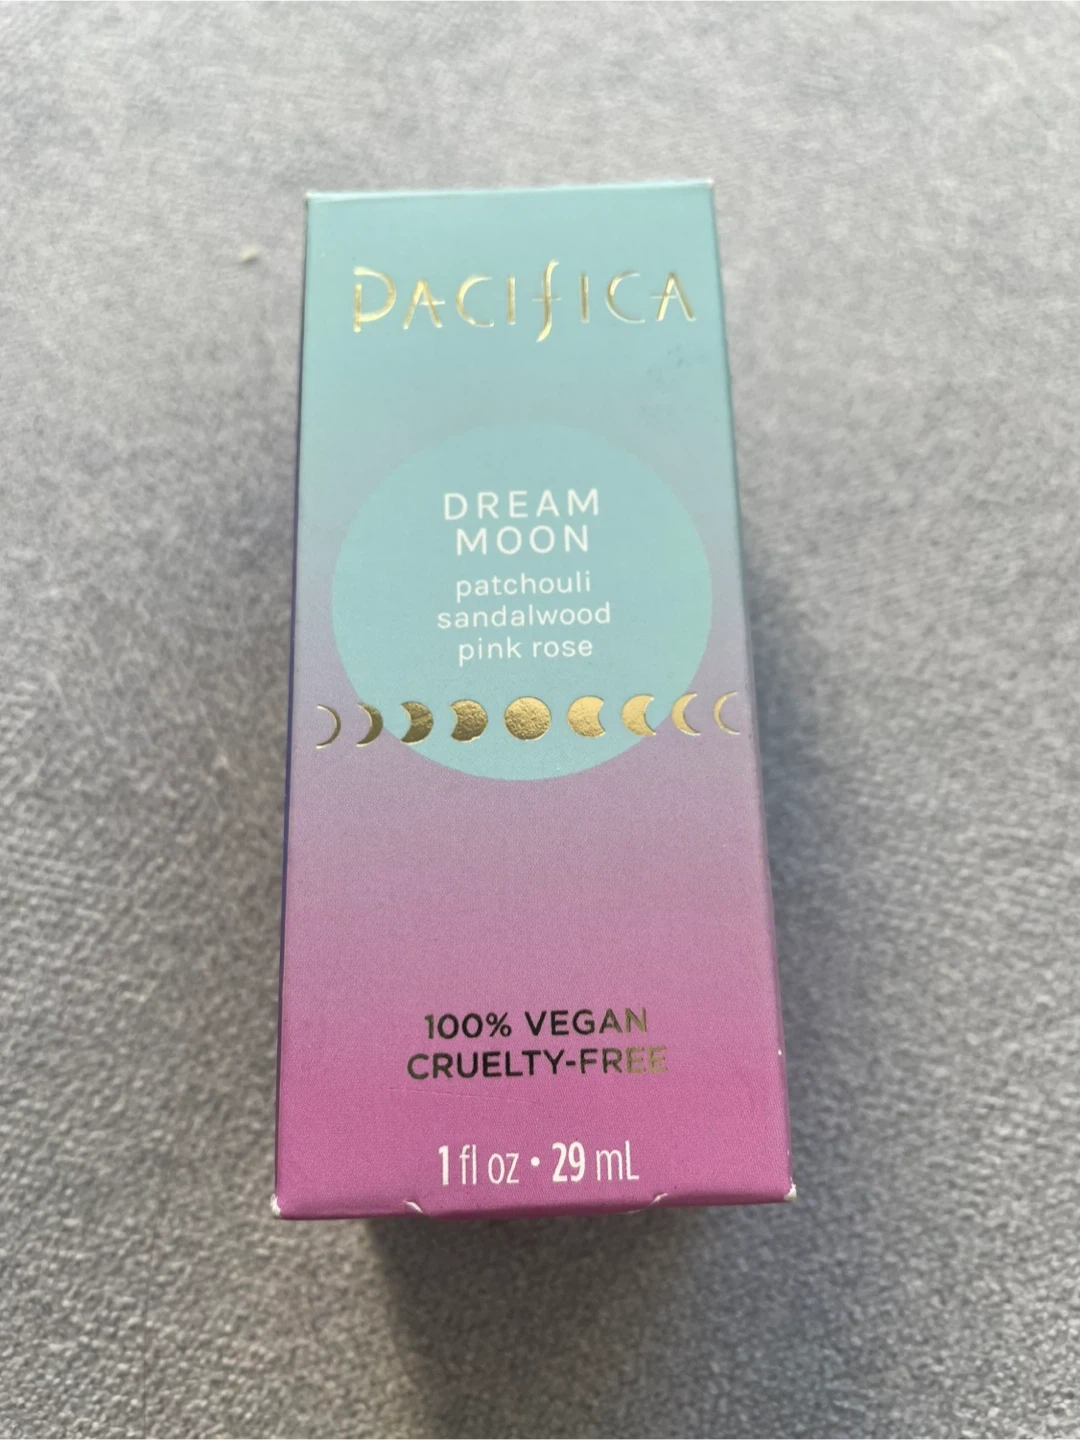 PACIFICA
DREAM
MOON
patchouli
sandalwood
pink rose
100% VEGAN
CRUELTY-FREE
1 fl oz • 29 mL